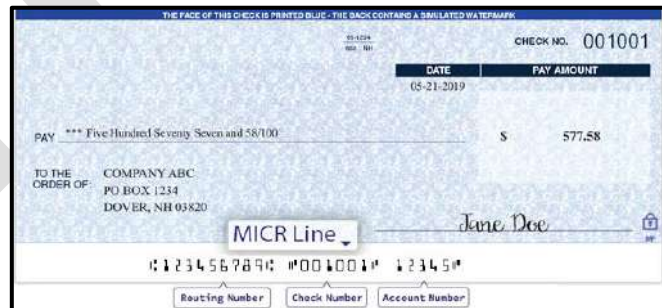 THE FACE OF THIS CHECK IS PRINTED BLUE - THE BACK CONTAINS A SIMULATED WATERMARK
CHECK NO. 001001
DATE PAY AMOUNT
05-21-2019
PAY *** Five Hundred Seventy Seven and 58/100 $ 577.58
TO THE ORDER OF: COMPANY ABC
PO BOX 1234
DOVER, NH 03820
Jane Doe
MICR Line
⑆123456789⑆ ⑈001001⑈ 12345⑈
Routing Number Check Number Account Number